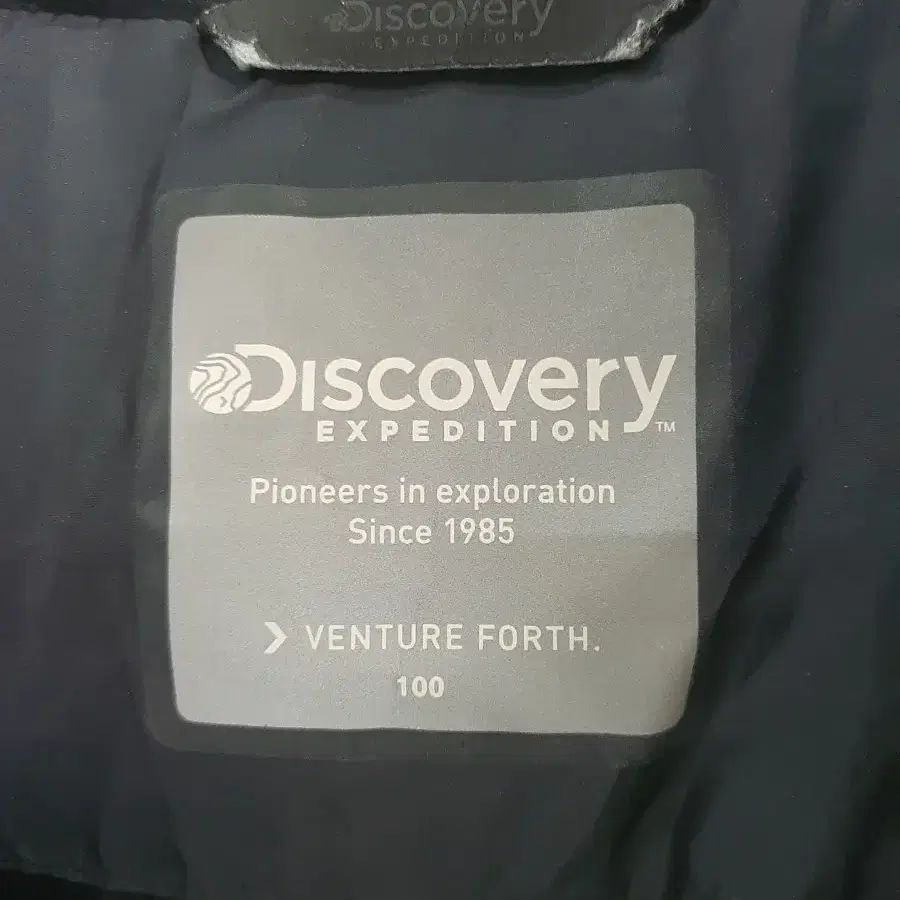 Discovery
EXPEDITION
Discovery
EXPEDITION™
Pioneers in exploration
Since 1985
❯ VENTURE FORTH.
100